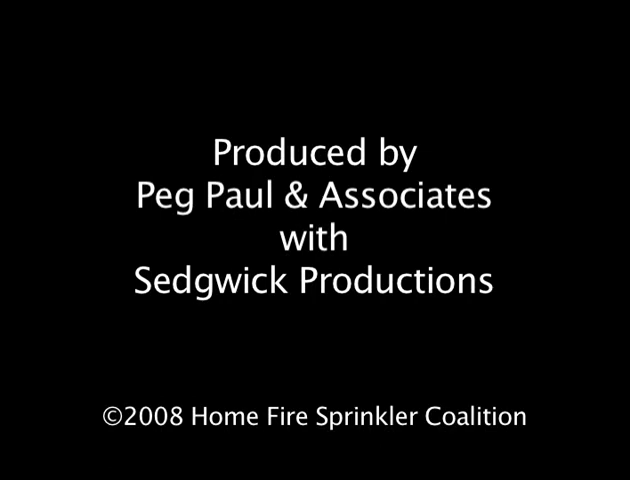 Produced by
Peg Paul & Associates
with
Sedgwick Productions
©2008 Home Fire Sprinkler Coalition